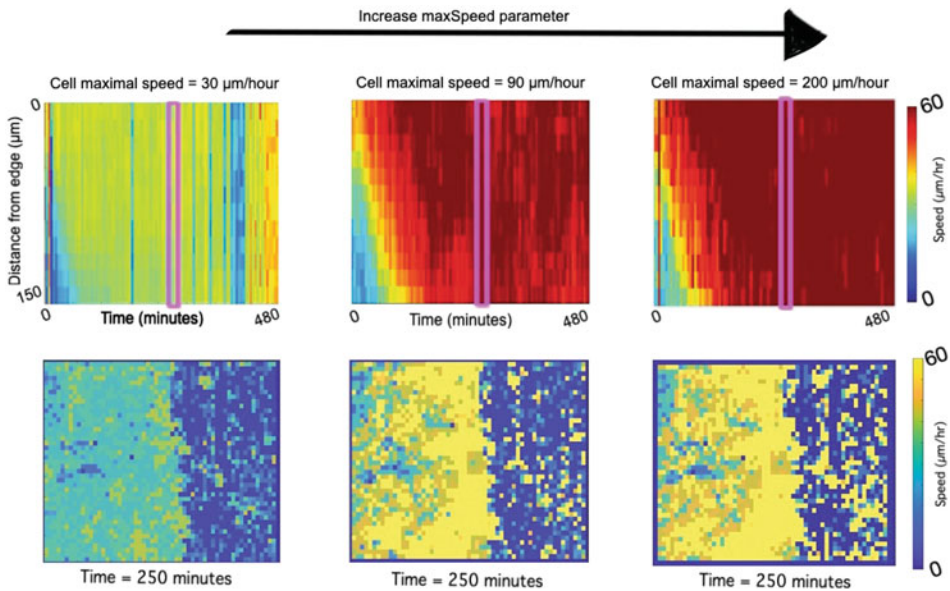 Increase maxSpeed parameter
Cell maximal speed = 30 μm/hour
Cell maximal speed = 90 μm/hour
Cell maximal speed = 200 μm/hour
0
Distance from edge (μm)
150
0
Time (minutes)
480
0
Time (minutes)
480
0
480
60
Speed (μm/hr)
0
60
Speed (μm/hr)
0
Time = 250 minutes
Time = 250 minutes
Time = 250 minutes